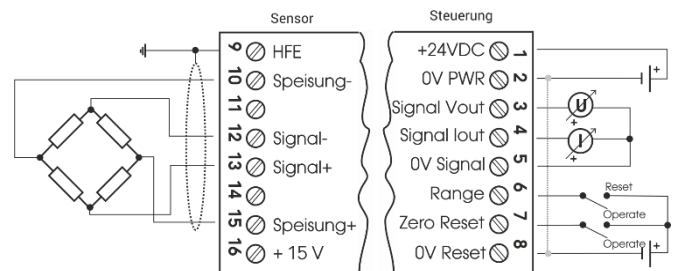 Sensor
9 HFE
10 Speisung-
11
12 Signal-
13 Signal+
14
15 Speisung+
16 + 15 V
Steuerung
+24VDC 1
0V PWR 2
Signal Vout 3
Signal Iout 4
0V Signal 5
Range 6
Zero Reset 7
0V Reset 8
+
U
+
I
+
Reset
Operate
Operate
+